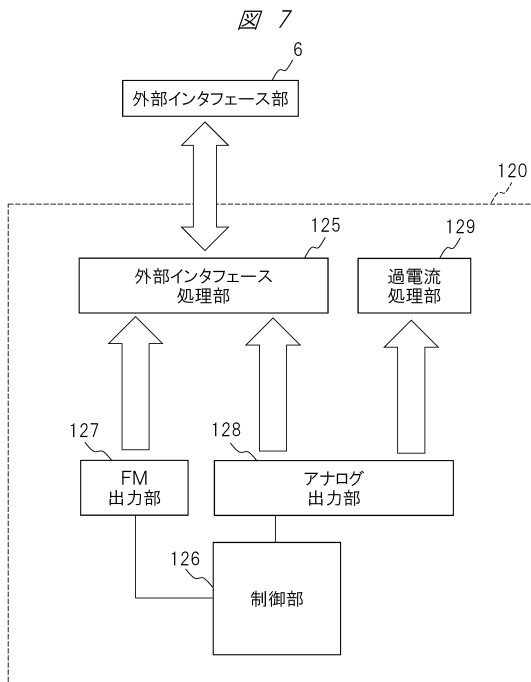 図 7
6
外部インタフェース部
120
125
外部インタフェース
処理部
129
過電流
処理部
127
FM
出力部
128
アナログ
出力部
126
制御部